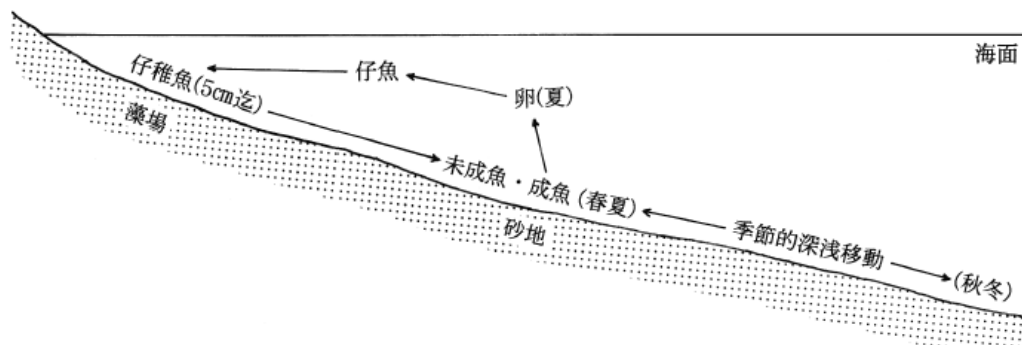 海面
仔稚魚(5cm迄)
仔魚
卵(夏)
藻場
未成魚・成魚(春夏)
砂地
季節的深浅移動
(秋冬)